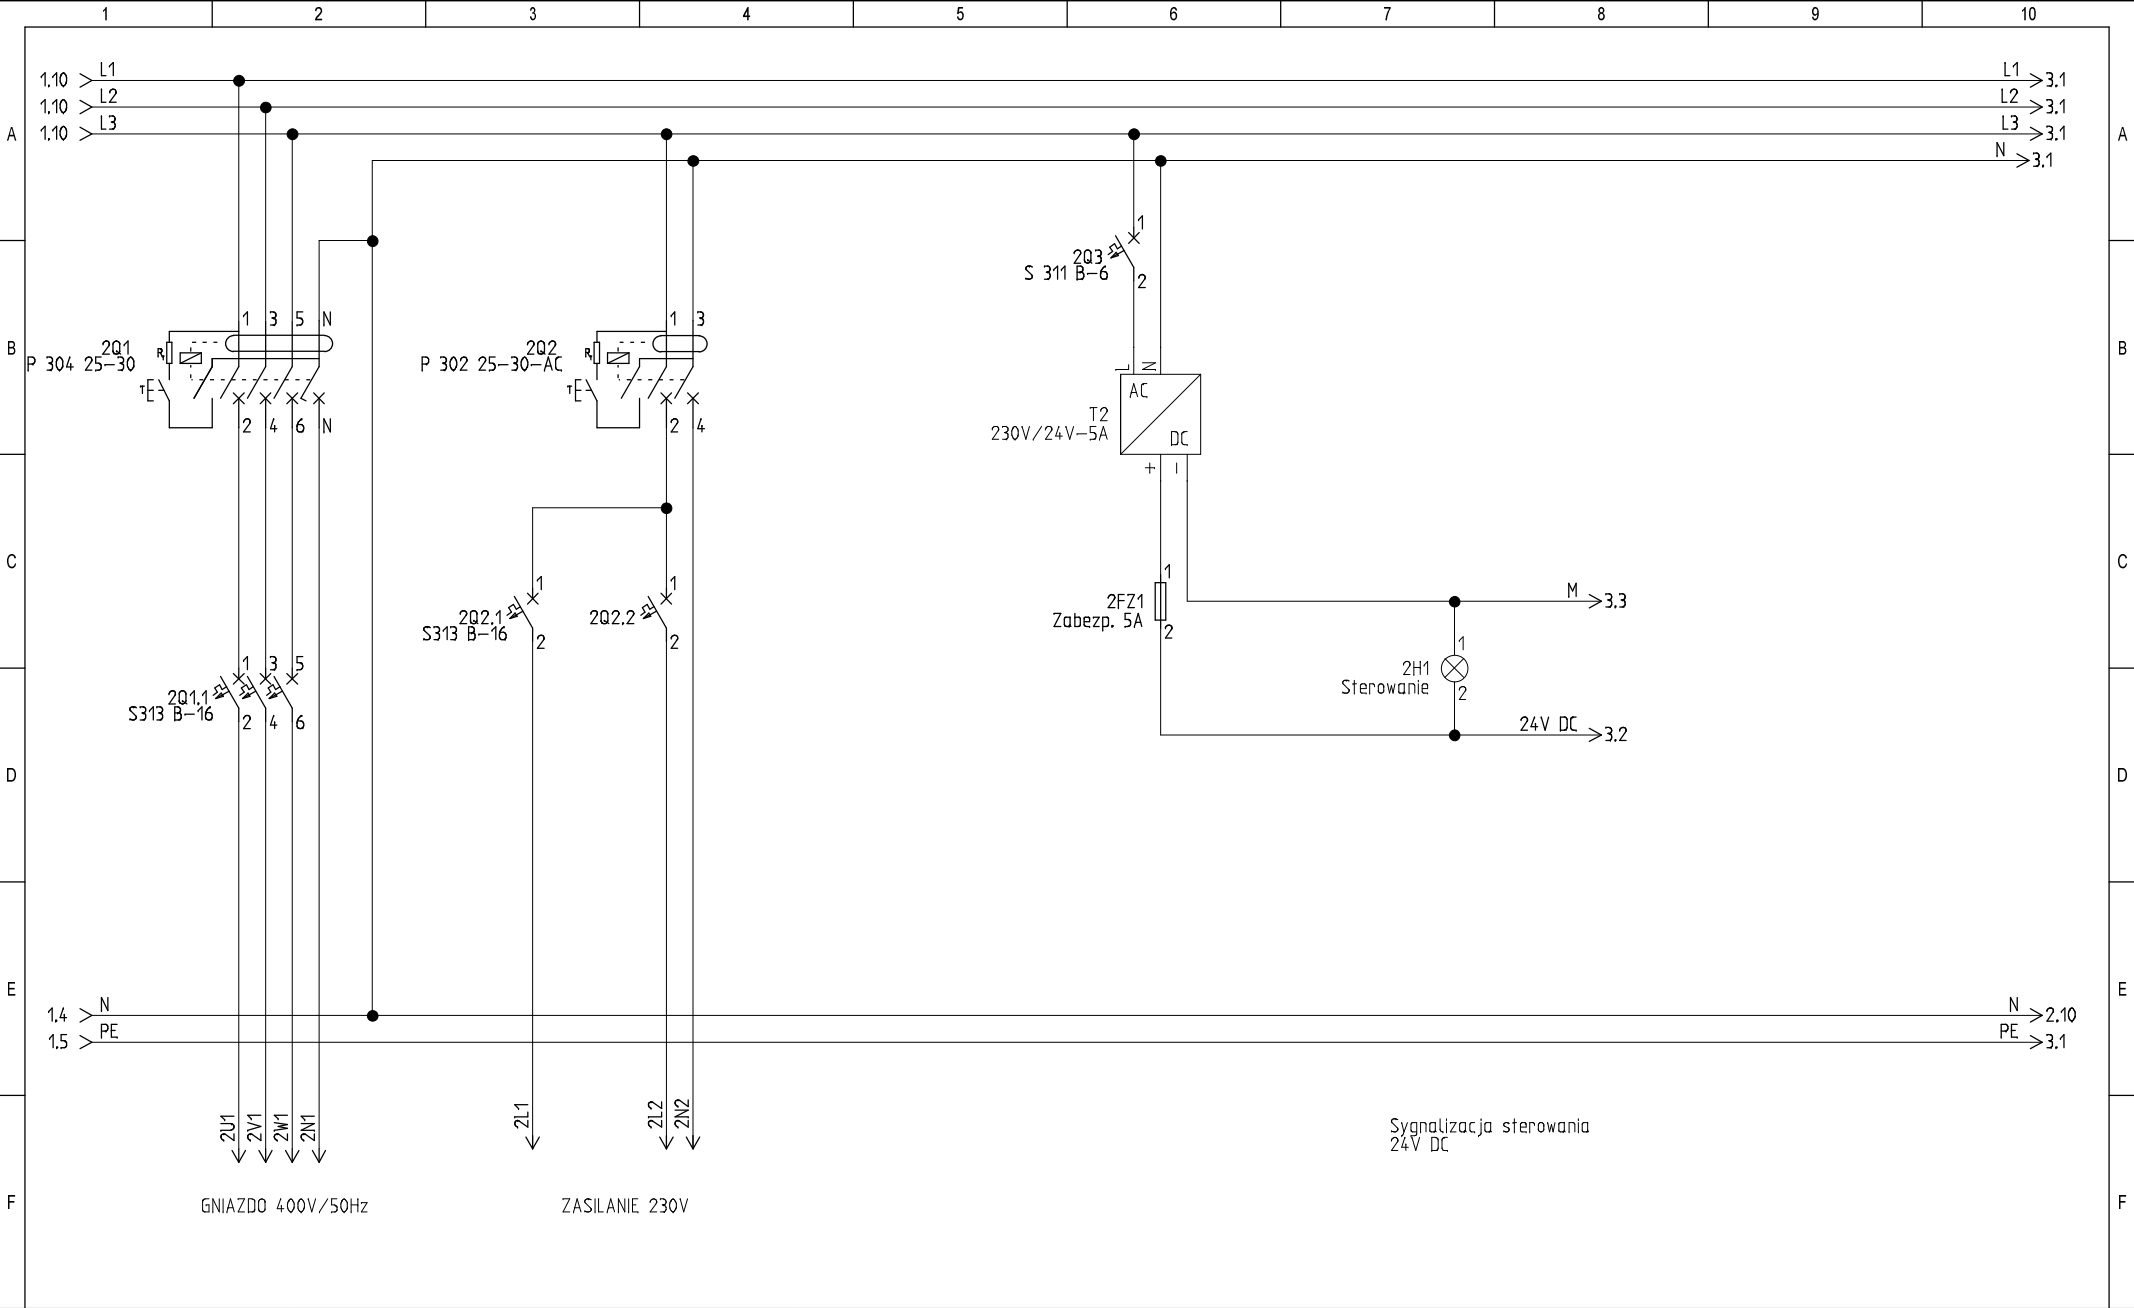 1 2 3 4 5 6 7 8 9 10
1.10 L1 L1 3.1
1.10 L2 L2 3.1
A 1.10 L3 L3 3.1 A
N 3.1
1
2Q3
S 311 B-6
2
1 3 5 N
1 3
B 2Q1 R 2Q2 R B
P 304 25-30
P 302 25-30-AC
L N
AC
T T
T2
230V/24V-5A
DC
2 4 6 N
2 4
+ -
C C
1 1 1
2Q2.1
S313 B-16
2
2Q2.2
2
2FZ1
Zabezp. 5A
2
M 3.3
1
2H1
Sterowanie
2
1 3 5
2Q1.1
S313 B-16
2 4 6
24V DC 3.2
D D
E E
1.4 N N 2.10
1.5 PE PE 3.1
2U1 2V1 2W1 2N1
2L1 2L2 2N2
Sygnalizacja sterowania
24V DC
F GNIAZDO 400V/50Hz ZASILANIE 230V F